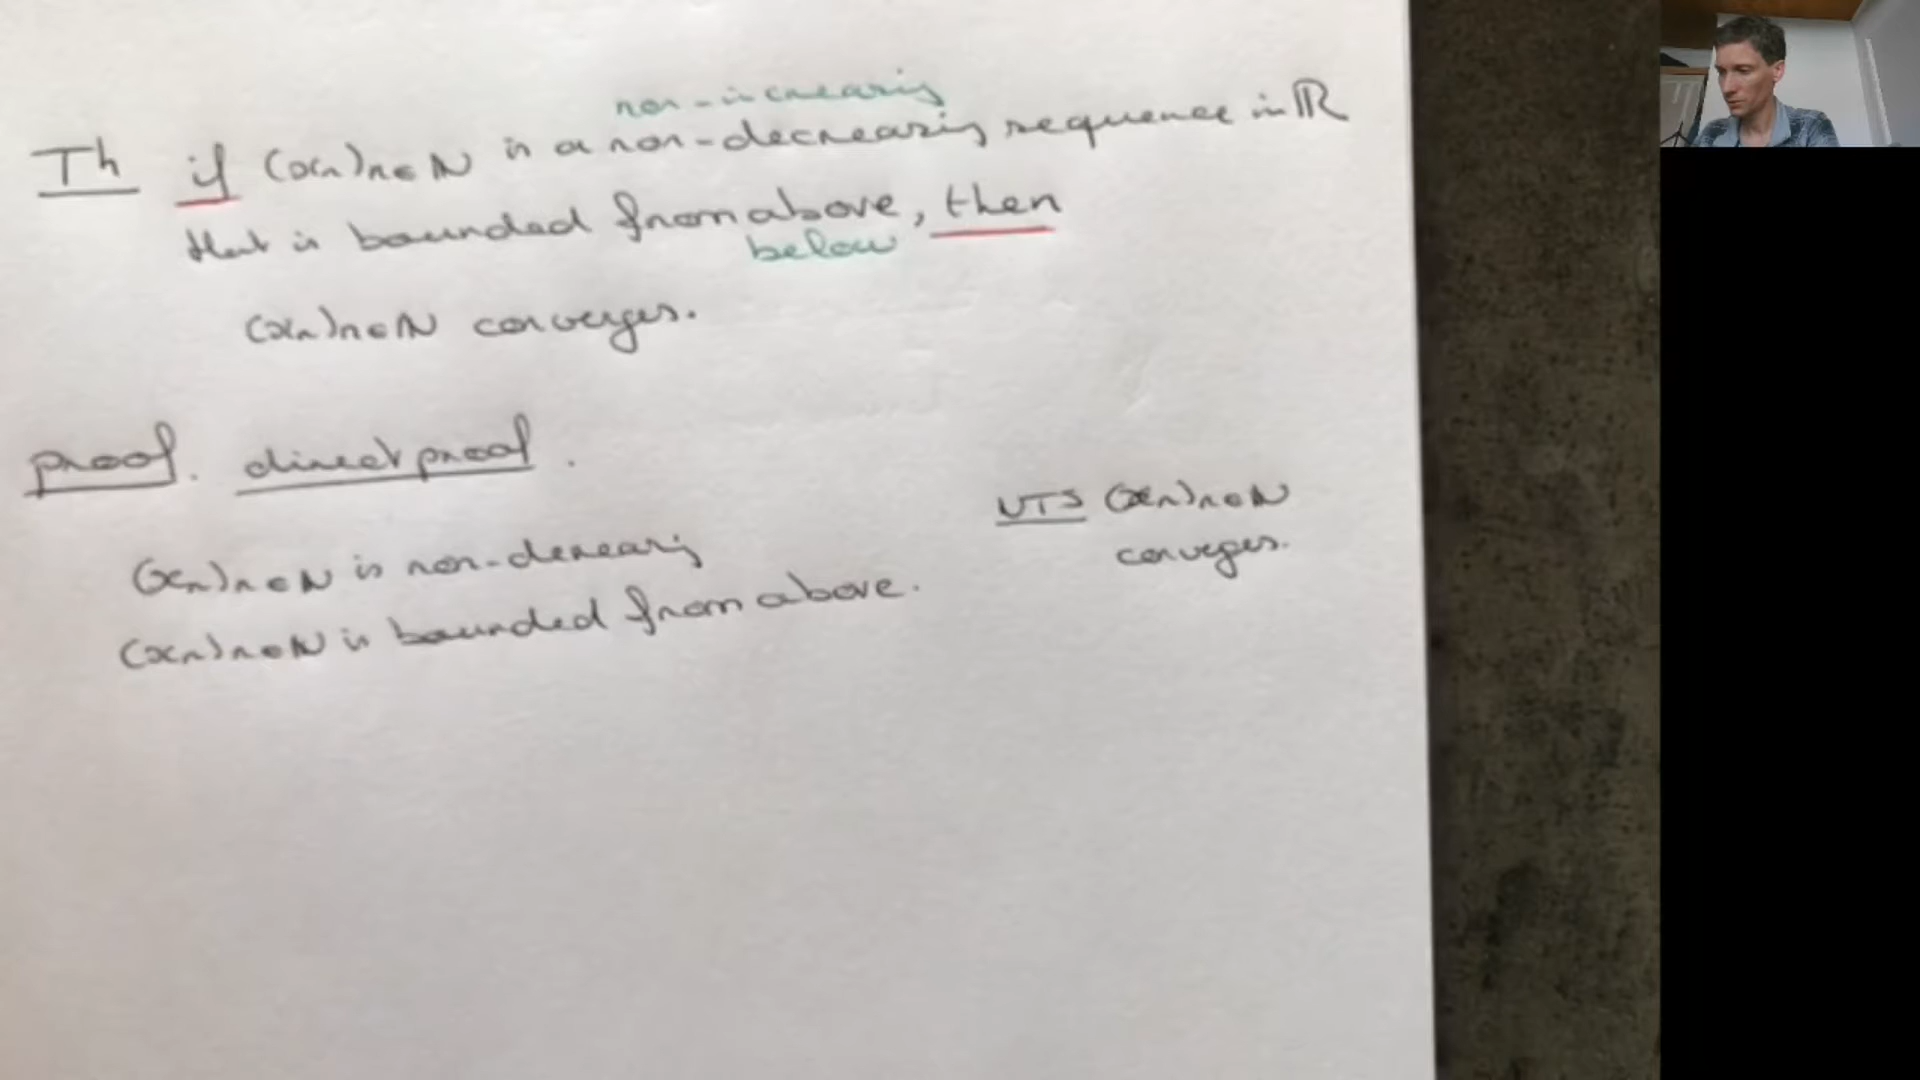 non-increasing
Th if (xn)n∈N is a non-decreasing sequence in ℝ
that is bounded from above, then
below
(xn)n∈N converges.
proof. direct proof.
WTS (xn)n∈N
converges.
(xn)n∈N is non-decreasing
(xn)n∈N is bounded from above.